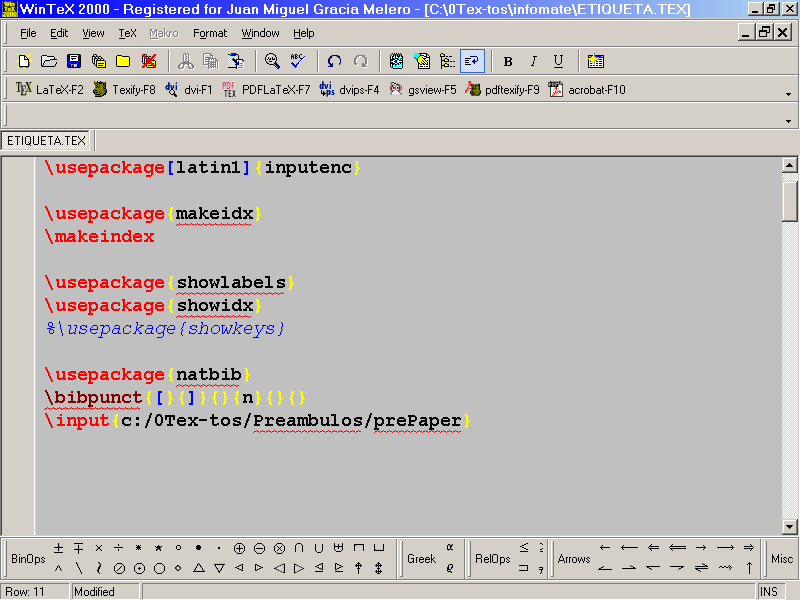 WinTeX 2000 - Registered for Juan Miguel Gracia Melero - [C:\0Tex-tos\infomate\ETIQUETA.TEX]
File Edit View TeX Makro Format Window Help
B I U
LaTeX-F2 Texify-F8 dvi-F1 PDFLaTeX-F7 dvips-F4 gsview-F5 pdftexify-F9 acrobat-F10
ETIQUETA.TEX
\usepackage[latin1]{inputenc}
\usepackage{makeidx}
\makeindex
\usepackage{showlabels}
\usepackage{showidx}
%\usepackage{showkeys}
\usepackage{natbib}
\bibpunct{[}{]}{}{n}{}{}
\input{c:/0Tex-tos/Preambulos/prePaper}
BinOps Greek RelOps Arrows Misc
Row: 11 Modified INS